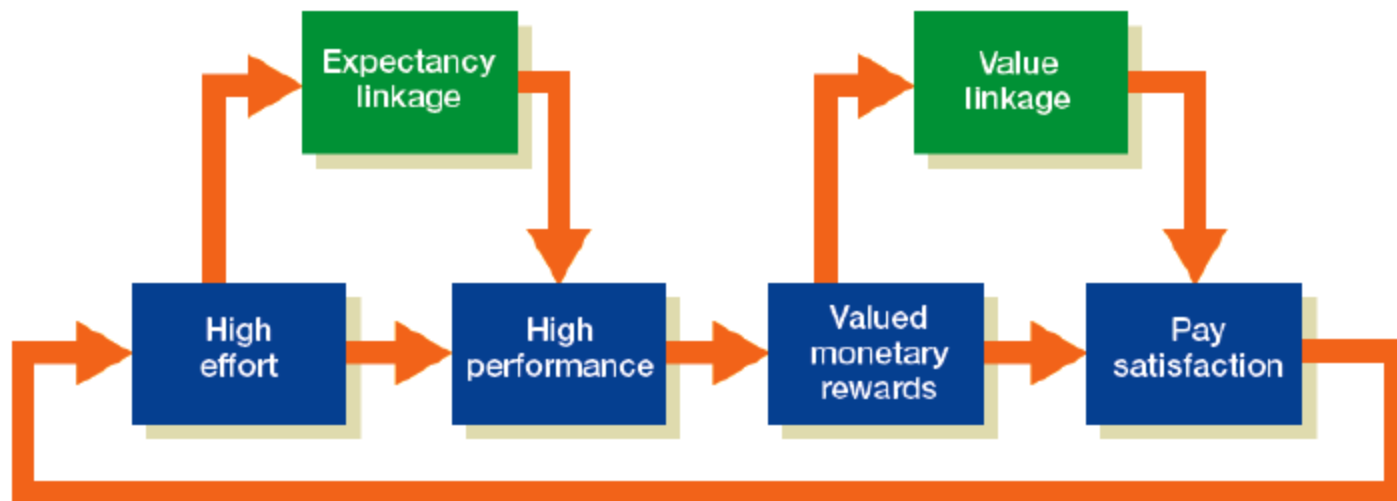 Expectancy
linkage
Value
linkage
High
effort
High
performance
Valued
monetary
rewards
Pay
satisfaction